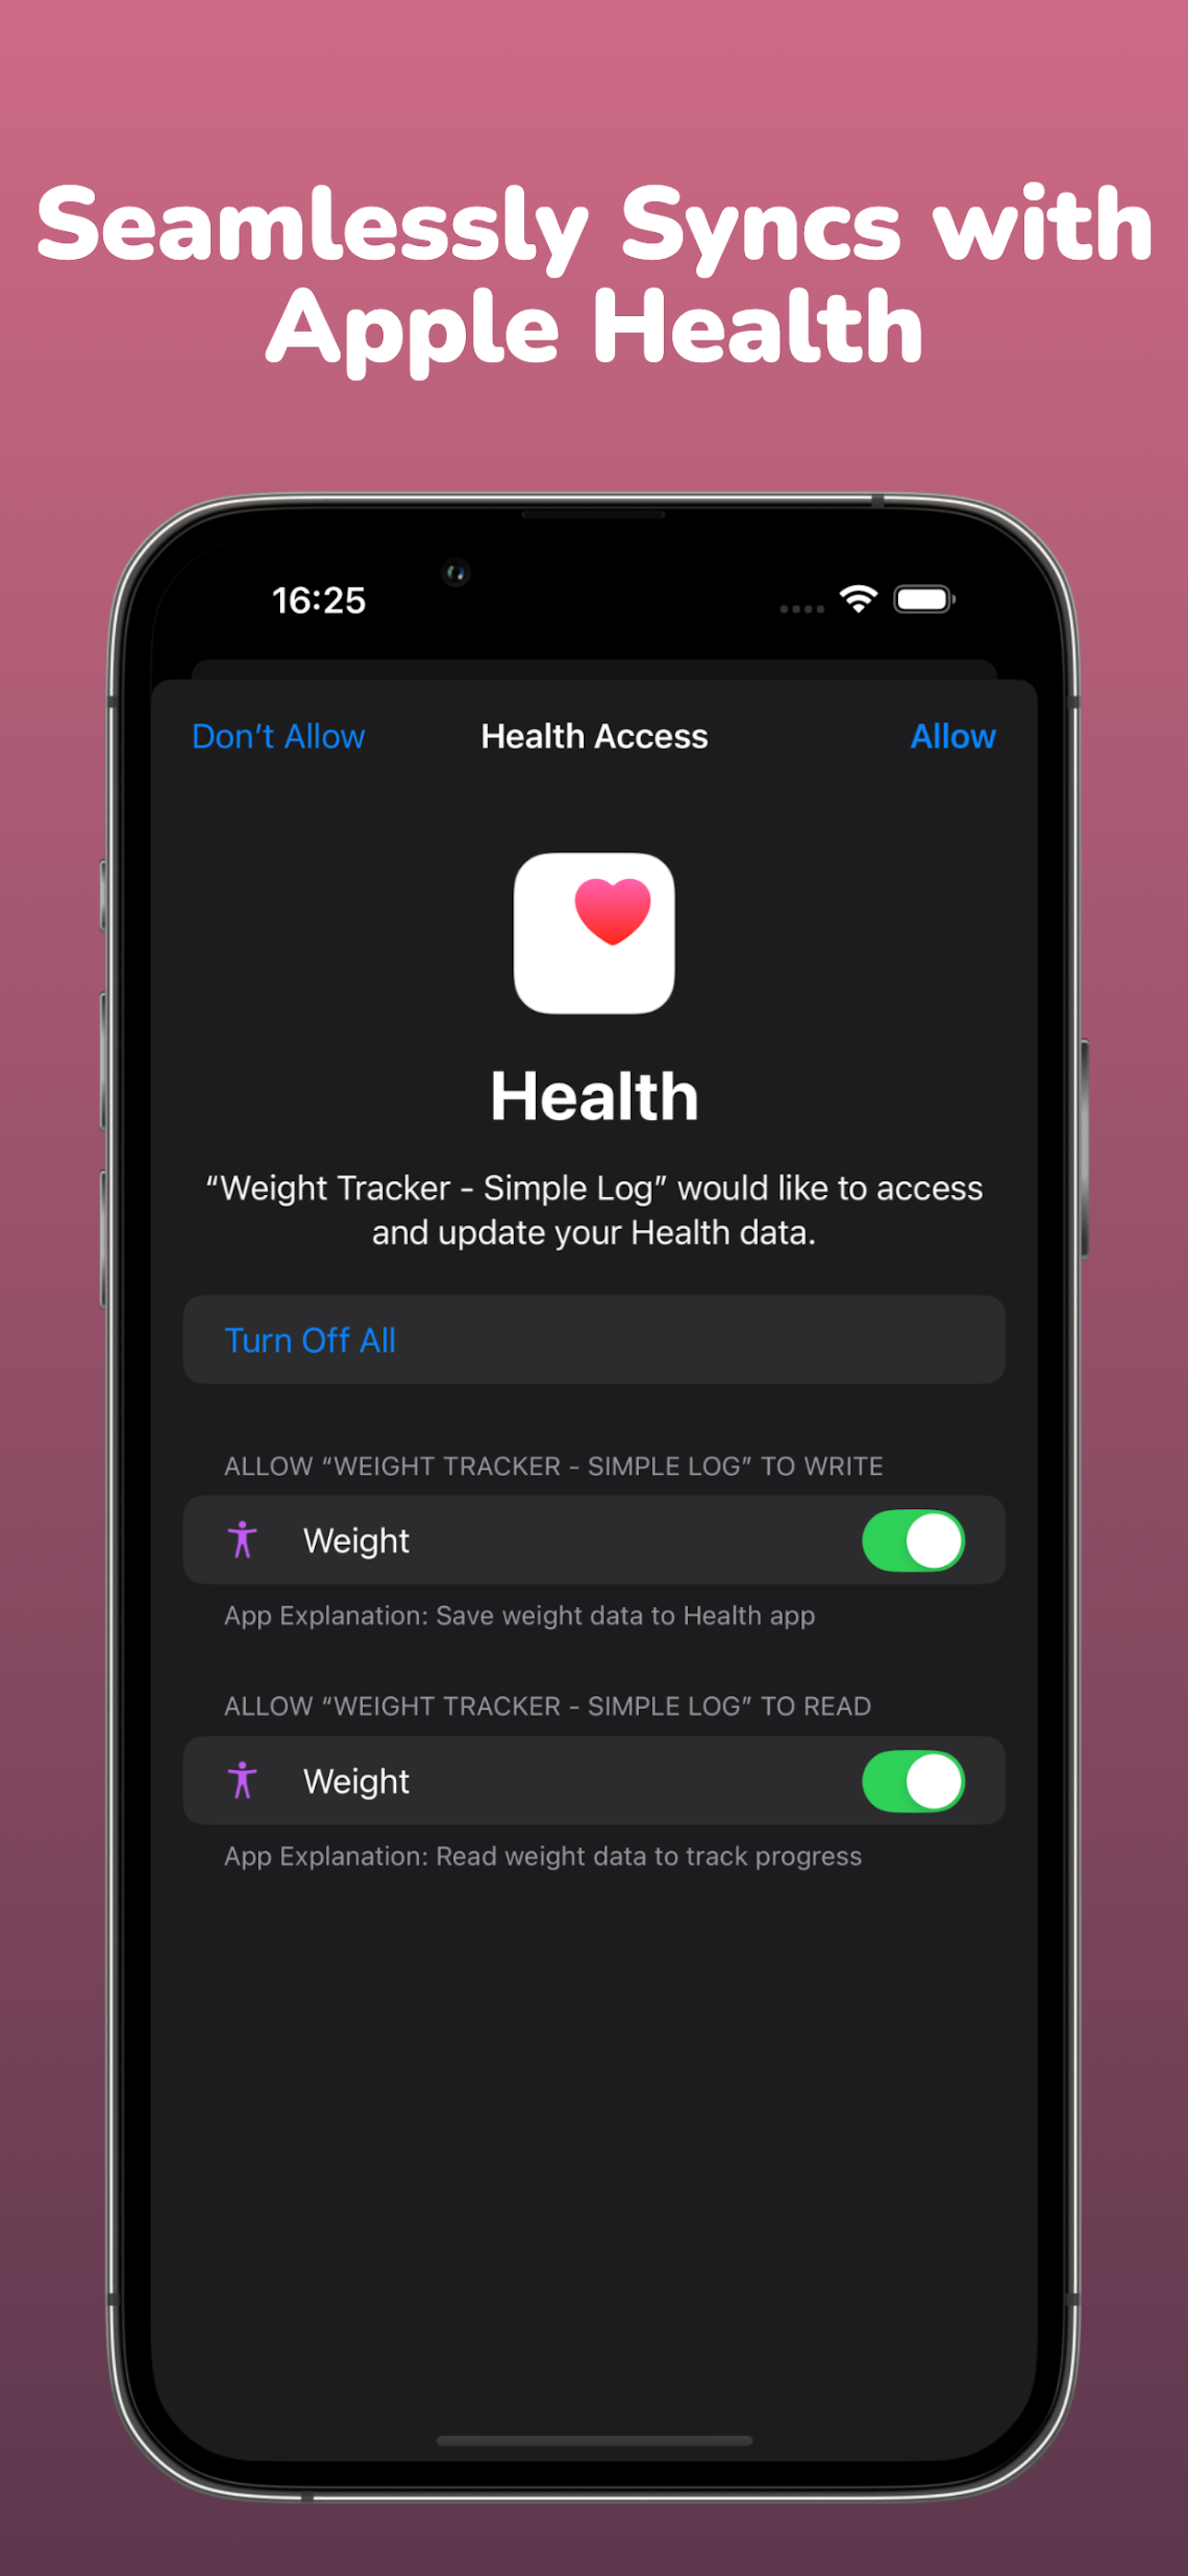 Seamlessly Syncs with
Apple Health
16:25
Don’t Allow
Health Access
Allow
Health
“Weight Tracker - Simple Log” would like to access
and update your Health data.
Turn Off All
ALLOW “WEIGHT TRACKER - SIMPLE LOG” TO WRITE
Weight
App Explanation: Save weight data to Health app
ALLOW “WEIGHT TRACKER - SIMPLE LOG” TO READ
Weight
App Explanation: Read weight data to track progress